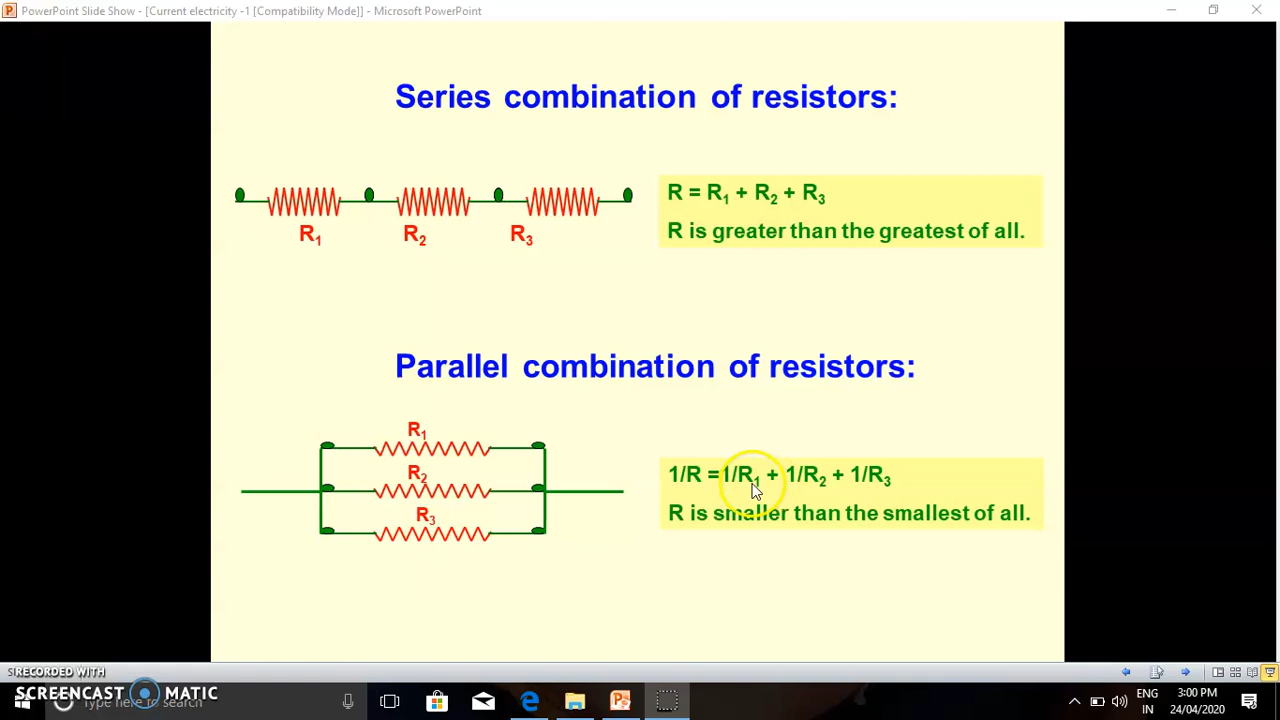 PowerPoint Slide Show - [Current electricity -1 [Compatibility Mode]] - Microsoft PowerPoint
Series combination of resistors:
R1 R2 R3
R = R1 + R2 + R3
R is greater than the greatest of all.
Parallel combination of resistors:
R1
R2
R3
1/R =1/R1 + 1/R2 + 1/R3
R is smaller than the smallest of all.
RECORDED WITH
SCREENCAST MATIC
Type here to search
ENG
IN
3:00 PM
24/04/2020